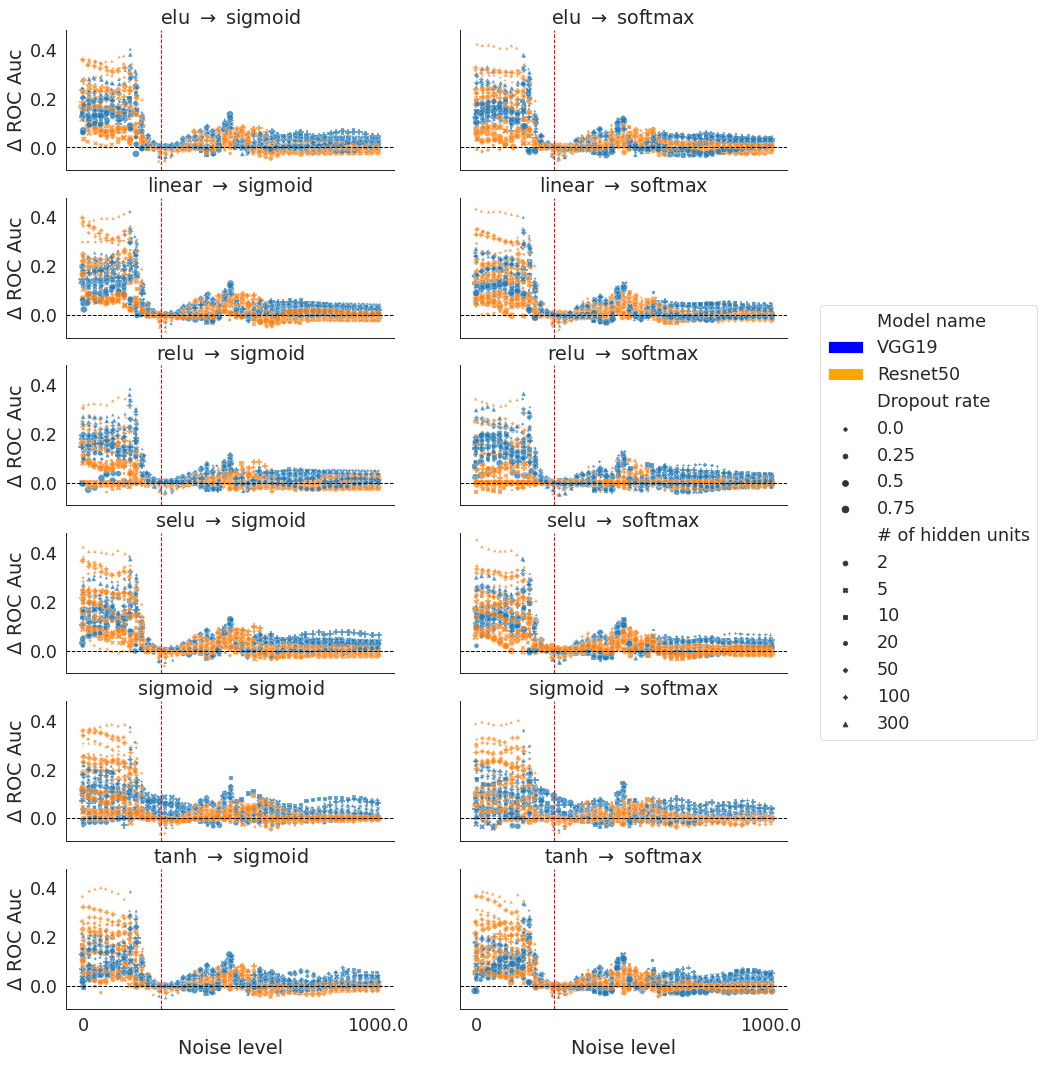 elu → sigmoid
elu → softmax
Δ ROC Auc
0.4
0.2
0.0
linear → sigmoid
linear → softmax
Δ ROC Auc
0.4
0.2
0.0
relu → sigmoid
relu → softmax
Δ ROC Auc
0.4
0.2
0.0
selu → sigmoid
selu → softmax
Δ ROC Auc
0.4
0.2
0.0
sigmoid → sigmoid
sigmoid → softmax
Δ ROC Auc
0.4
0.2
0.0
tanh → sigmoid
tanh → softmax
Δ ROC Auc
0.4
0.2
0.0
0 1000.0
Noise level
0 1000.0
Noise level
Model name
VGG19
Resnet50
Dropout rate
0.0
0.25
0.5
0.75
# of hidden units
2
5
10
20
50
100
300